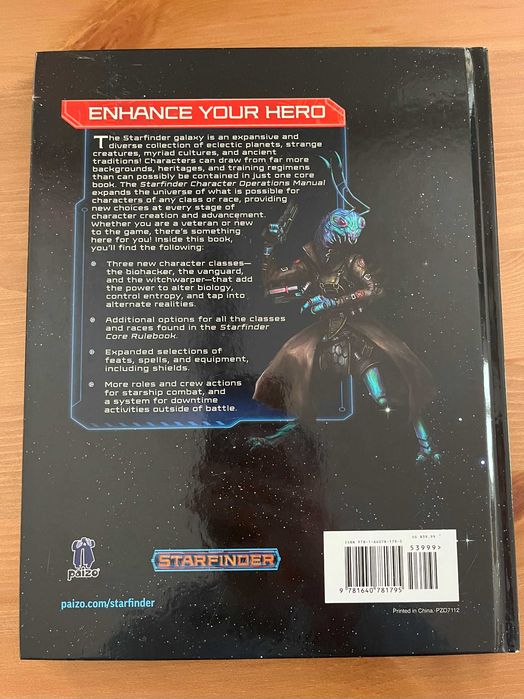 ENHANCE YOUR HERO
The Starfinder galaxy is an expansive and
diverse collection of eclectic planets, strange
creatures, myriad cultures, and ancient
traditions! Characters can draw from far more
backgrounds, heritages, and training regimens
than can possibly be contained in just one core
book. The Starfinder Character Operations Manual
expands the universe of what is possible for
characters of any class or race, providing
new choices at every stage of
character creation and advancement.
Whether you are a veteran or new
to the game, there's something
here for you! Inside this book,
you'll find the following:
Three new character classes—
the biohacker, the vanguard,
and the witchwarper—that add
the power to alter biology,
control entropy, and tap into
alternate realities.
Additional options for all the classes
and races found in the Starfinder
Core Rulebook.
Expanded selections of
feats, spells, and equipment,
including shields.
More roles and crew actions
for starship combat, and
a system for downtime
activities outside of battle.
paizo
STARFINDER
paizo.com/starfinder
ISBN 978-1-64078-179-5
US $39.99
53999>
9 781640 781795
Printed in China. PZO7112